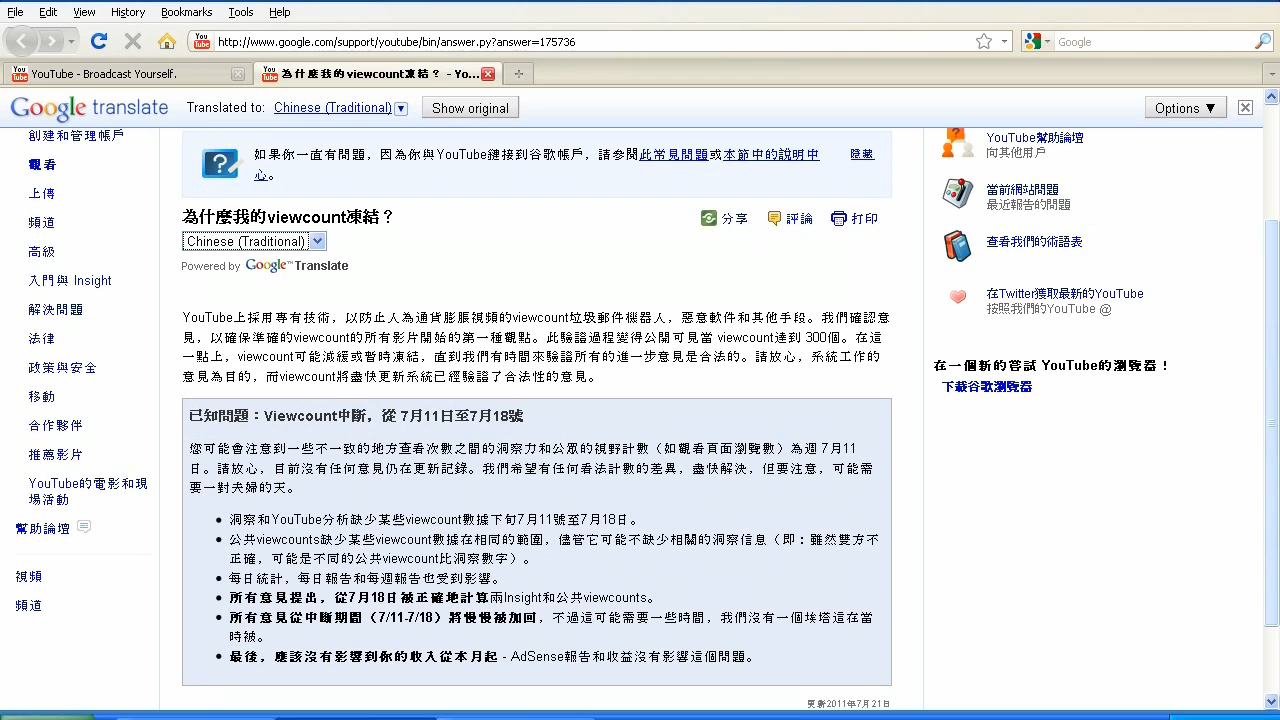 File Edit View History Bookmarks Tools Help
http://www.google.com/support/youtube/bin/answer.py?answer=175736
Google
YouTube - Broadcast Yourself.
為什麼我的viewcount凍結？ - Yo...
Google translate Translated to: Chinese (Traditional) Show original Options ▼
創建和管理帳戶
觀看
上傳
頻道
高級
入門與 Insight
解決問題
法律
政策與安全
移動
合作夥伴
推薦影片
YouTube的電影和現
場活動
幫助論壇
視頻
頻道
如果你一直有問題，因為你與YouTube鏈接到谷歌帳戶，請參閱此常見問題或本節中的說明中
心。
隐藏
為什麼我的viewcount凍結？
分享 評論 打印
Chinese (Traditional)
Powered by Google™Translate
YouTube上採用專有技術，以防止人為通貨膨脹視頻的viewcount垃圾郵件機器人，惡意軟件和其他手段。我們確認意
見，以確保準確的viewcount的所有影片開始的第一種觀點。此驗證過程變得公開可見當 viewcount達到 300個。在這
一點上，viewcount可能減緩或暫時凍結，直到我們有時間來驗證所有的進一步意見是合法的。請放心，系統工作的
意見為目的，而viewcount將盡快更新系統已經驗證了合法性的意見。
已知問題：Viewcount中斷，從 7月11日至7月18號
您可能會注意到一些不一致的地方查看次數之間的洞察力和公眾的視野計數（如觀看頁面瀏覽數）為週 7月11
日。請放心，目前沒有任何意見仍在更新記錄。我們希望有任何看法計數的差異，盡快解決，但要注意，可能需
要一對夫婦的天。
• 洞察和YouTube分析缺少某些viewcount數據下旬7月11號至7月18日。
• 公共viewcounts缺少某些viewcount數據在相同的範圍，儘管它可能不缺少相關的洞察信息（即：雖然雙方不
正確，可能是不同的公共viewcount比洞察數字）。
• 每日統計，每日報告和每週報告也受到影響。
• 所有意見提出，從7月18日被正確地計算兩Insight和公共viewcounts。
• 所有意見從中斷期間（7/11-7/18）將慢慢被加回，不過這可能需要一些時間，我們沒有一個埃塔這在當
時被。
• 最後，應該沒有影響到你的收入從本月起 - AdSense報告和收益沒有影響這個問題。
更新2011年7月21日
YouTube幫助論壇
向其他用戶
當前網站問題
最近報告的問題
查看我們的術語表
在Twitter獲取最新的YouTube
按照我們的YouTube @
在一個新的嘗試 YouTube的瀏覽器！
下載谷歌瀏覽器